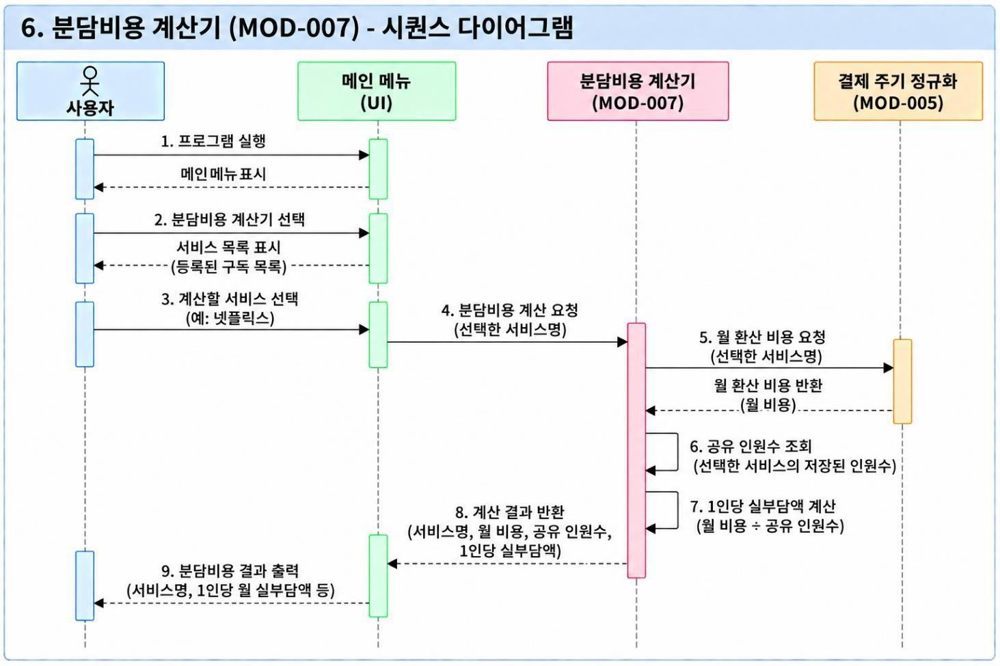 6. 분담비용 계산기 (MOD-007) - 시퀀스 다이어그램
사용자
메인 메뉴
(UI)
분담비용 계산기
(MOD-007)
결제 주기 정규화
(MOD-005)
1. 프로그램 실행
메인 메뉴 표시
2. 분담비용 계산기 선택
서비스 목록 표시
(등록된 구독 목록)
3. 계산할 서비스 선택
(예: 넷플릭스)
4. 분담비용 계산 요청
(선택한 서비스명)
5. 월 환산 비용 요청
(선택한 서비스명)
월 환산 비용 반환
(월 비용)
6. 공유 인원수 조회
(선택한 서비스의 저장된 인원수)
7. 1인당 실부담액 계산
(월 비용 ÷ 공유 인원수)
8. 계산 결과 반환
(서비스명, 월 비용, 공유 인원수,
1인당 실부담액)
9. 분담비용 결과 출력
(서비스명, 1인당 월 실부담액 등)